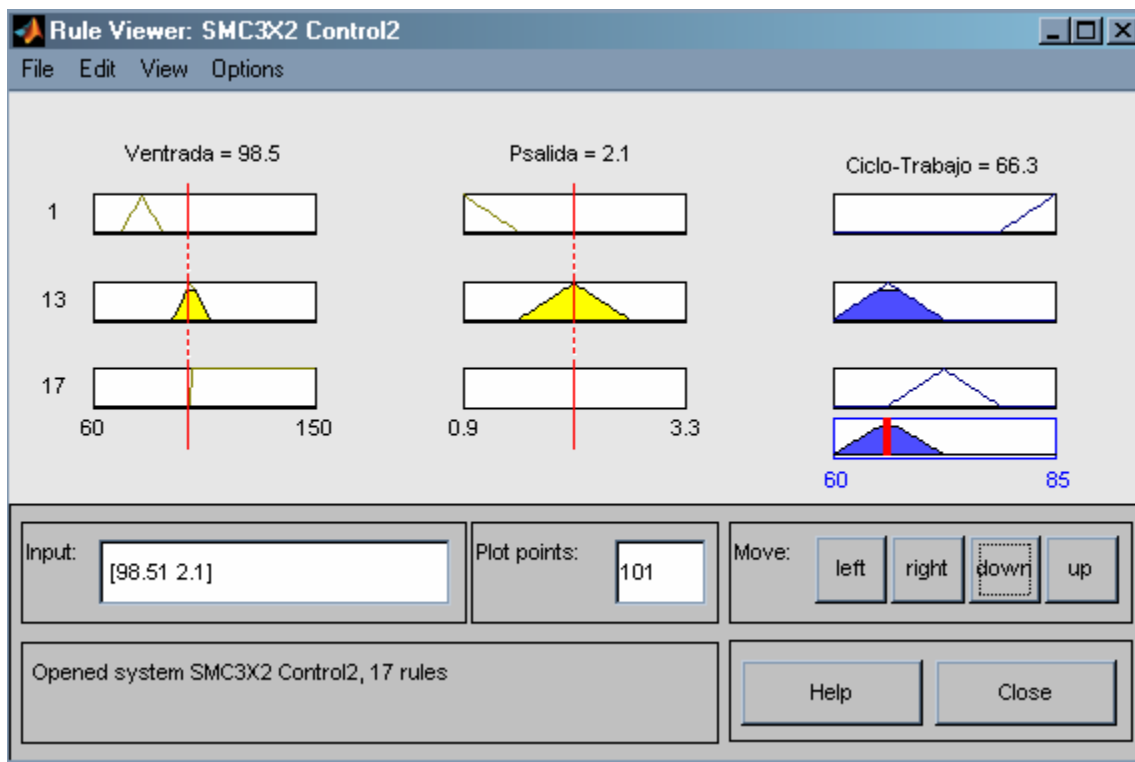 Rule Viewer: SMC3X2 Control2
File Edit View Options
Ventrada = 98.5 Psalida = 2.1 Ciclo-Trabajo = 66.3
1
13
17
60 150 0.9 3.3
60 85
Input: [98.51 2.1] Plot points: 101 Move: left right down up
Opened system SMC3X2 Control2, 17 rules
Help Close